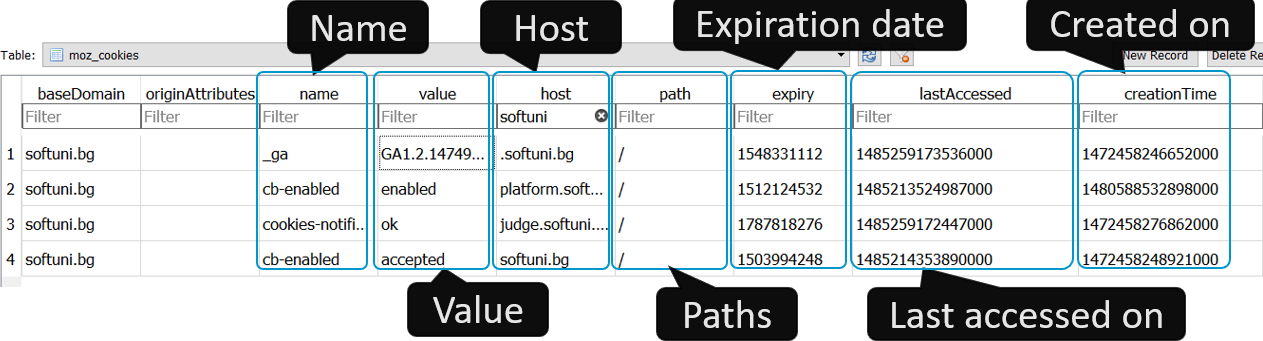 Name Host Expiration date Created on
Table: moz_cookies New Record Delete Re
baseDomain originAttributes name value host path expiry lastAccessed creationTime
Filter Filter Filter Filter softuni Filter Filter Filter Filter
1 softuni.bg _ga GA1.2.14749... .softuni.bg / 1548331112 1485259173536000 1472458246652000
2 softuni.bg cb-enabled enabled platform.soft... / 1512124532 1485213524987000 1480588532898000
3 softuni.bg cookies-notifi... ok judge.softuni.... / 1787818276 1485259172447000 1472458276862000
4 softuni.bg cb-enabled accepted softuni.bg / 1503994248 1485214353890000 1472458248921000
Value Paths Last accessed on